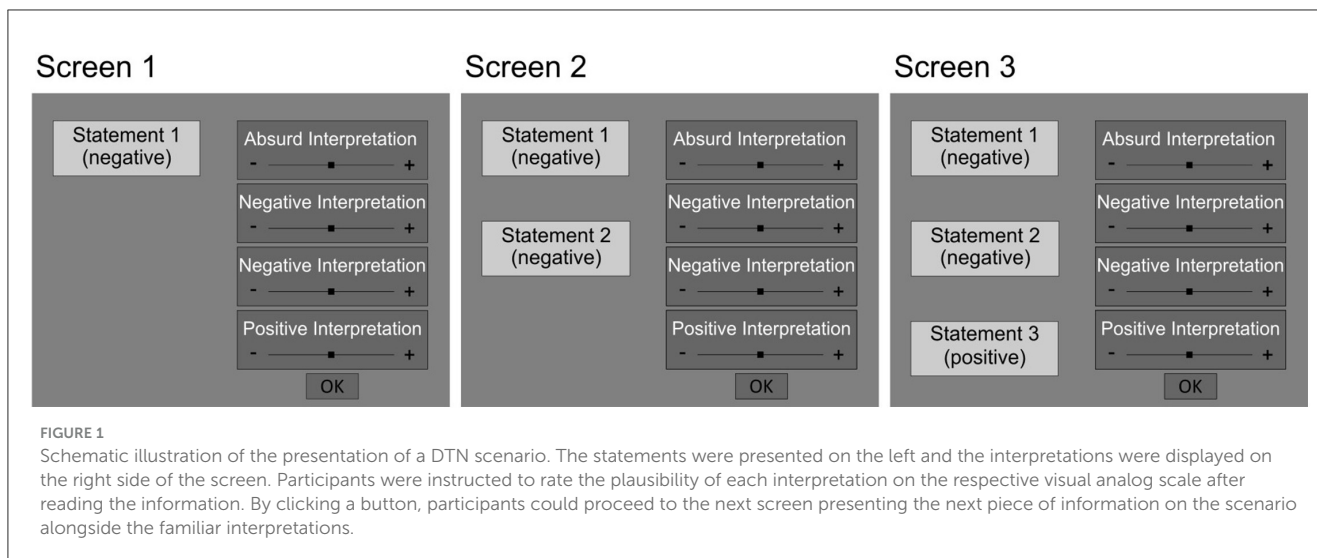 Screen 1
Statement 1
(negative)
Absurd Interpretation
- +
Negative Interpretation
- +
Negative Interpretation
- +
Positive Interpretation
- +
OK
Screen 2
Statement 1
(negative)
Statement 2
(negative)
Absurd Interpretation
- +
Negative Interpretation
- +
Negative Interpretation
- +
Positive Interpretation
- +
OK
Screen 3
Statement 1
(negative)
Statement 2
(negative)
Statement 3
(positive)
Absurd Interpretation
- +
Negative Interpretation
- +
Negative Interpretation
- +
Positive Interpretation
- +
OK
FIGURE 1
Schematic illustration of the presentation of a DTN scenario. The statements were presented on the left and the interpretations were displayed on
the right side of the screen. Participants were instructed to rate the plausibility of each interpretation on the respective visual analog scale after
reading the information. By clicking a button, participants could proceed to the next screen presenting the next piece of information on the scenario
alongside the familiar interpretations.